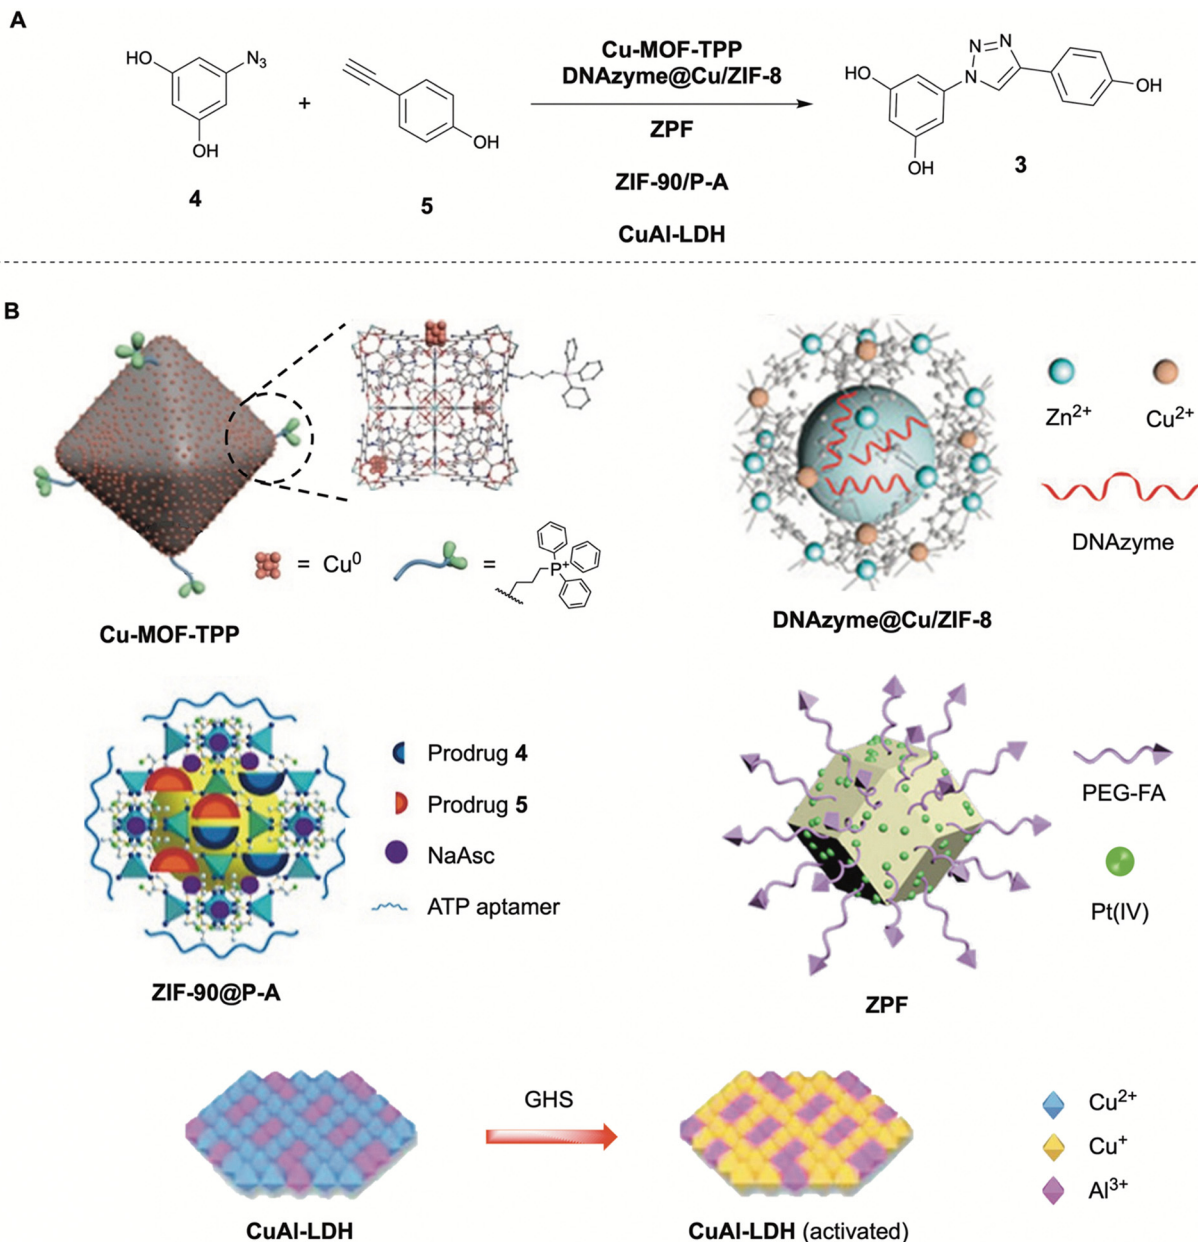 A
HO
N₃
OH
4
+
OH
5
Cu-MOF-TPP
DNAzyme@Cu/ZIF-8
ZPF
ZIF-90/P-A
CuAl-LDH
N
N
N
HO
OH
OH
3
B
= Cu⁰
=
P⁺
Cu-MOF-TPP
Zn²⁺
Cu²⁺
DNAzyme
DNAzyme@Cu/ZIF-8
Prodrug 4
Prodrug 5
NaAsc
ATP aptamer
ZIF-90@P-A
PEG-FA
Pt(IV)
ZPF
GHS
CuAl-LDH
CuAl-LDH (activated)
Cu²⁺
Cu⁺
Al³⁺